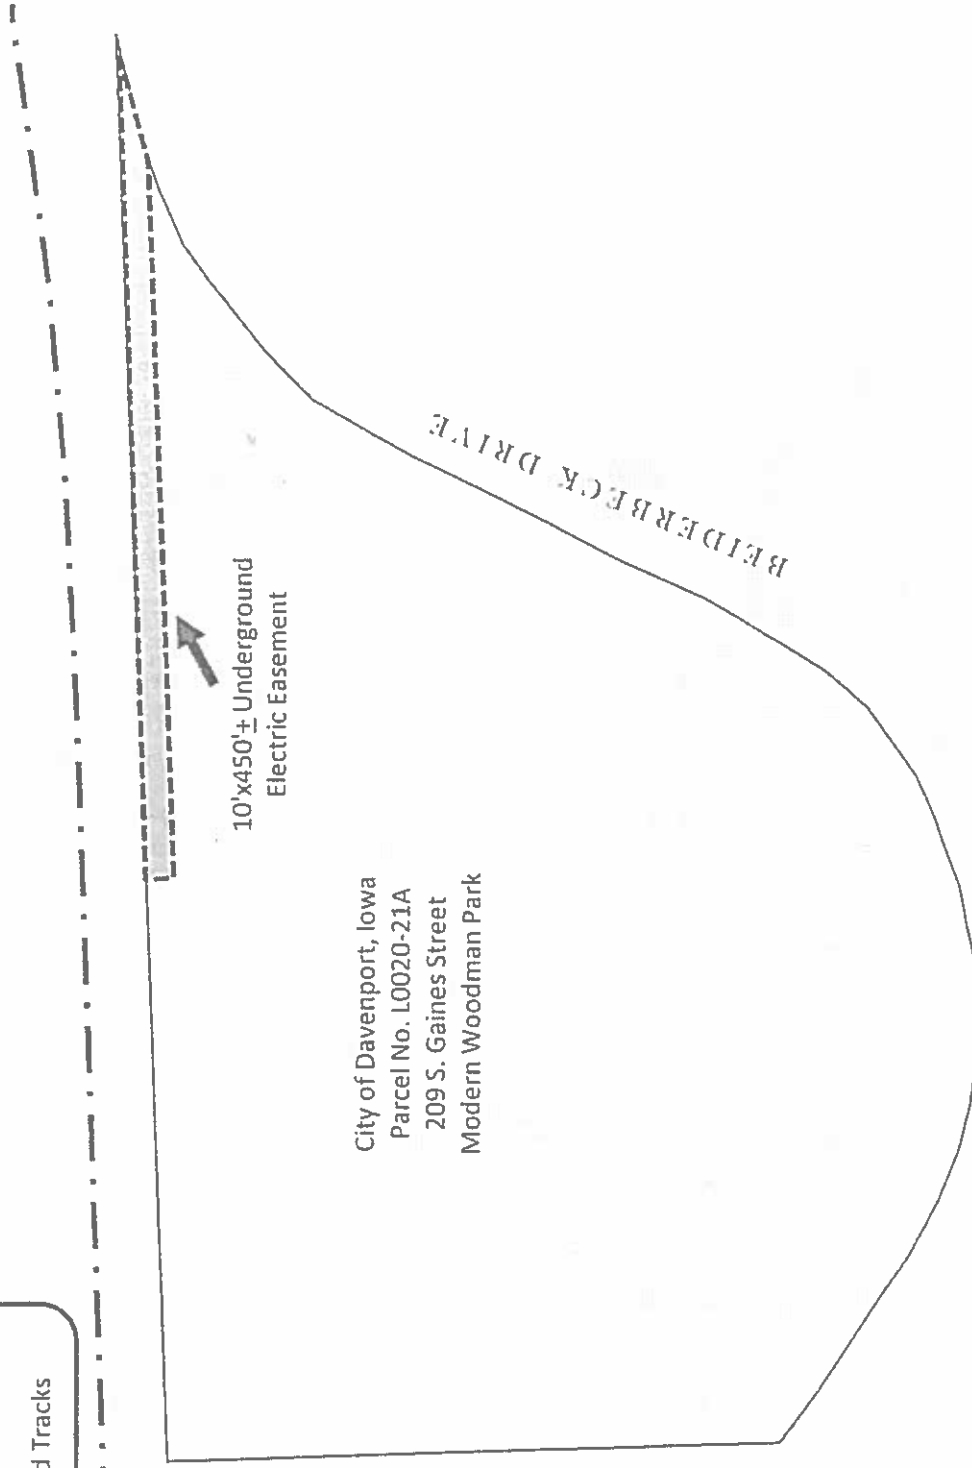 d Tracks
10'x450'± Underground
Electric Easement
BEIDERBECK DRIVE
City of Davenport, Iowa
Parcel No. L0020-21A
209 S. Gaines Street
Modern Woodman Park